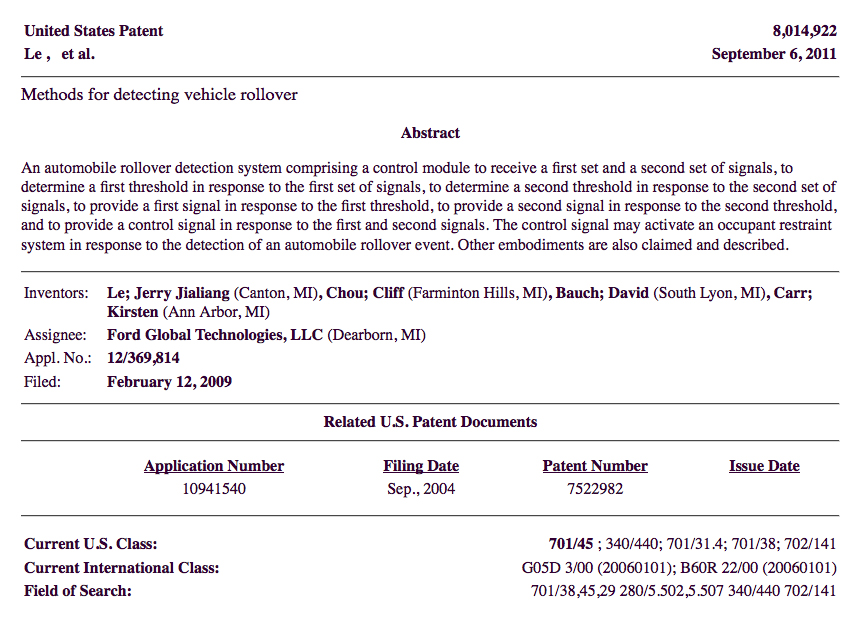 United States Patent 8,014,922
Le , et al. September 6, 2011
Methods for detecting vehicle rollover
Abstract
An automobile rollover detection system comprising a control module to receive a first set and a second set of signals, to
determine a first threshold in response to the first set of signals, to determine a second threshold in response to the second set of
signals, to provide a first signal in response to the first threshold, to provide a second signal in response to the second threshold,
and to provide a control signal in response to the first and second signals. The control signal may activate an occupant restraint
system in response to the detection of an automobile rollover event. Other embodiments are also claimed and described.
Inventors: Le; Jerry Jialiang (Canton, MI), Chou; Cliff (Farminton Hills, MI), Bauch; David (South Lyon, MI), Carr;
Kirsten (Ann Arbor, MI)
Assignee: Ford Global Technologies, LLC (Dearborn, MI)
Appl. No.: 12/369,814
Filed: February 12, 2009
Related U.S. Patent Documents
Application Number Filing Date Patent Number Issue Date
10941540 Sep., 2004 7522982
Current U.S. Class: 701/45 ; 340/440; 701/31.4; 701/38; 702/141
Current International Class: G05D 3/00 (20060101); B60R 22/00 (20060101)
Field of Search: 701/38,45,29 280/5.502,5.507 340/440 702/141